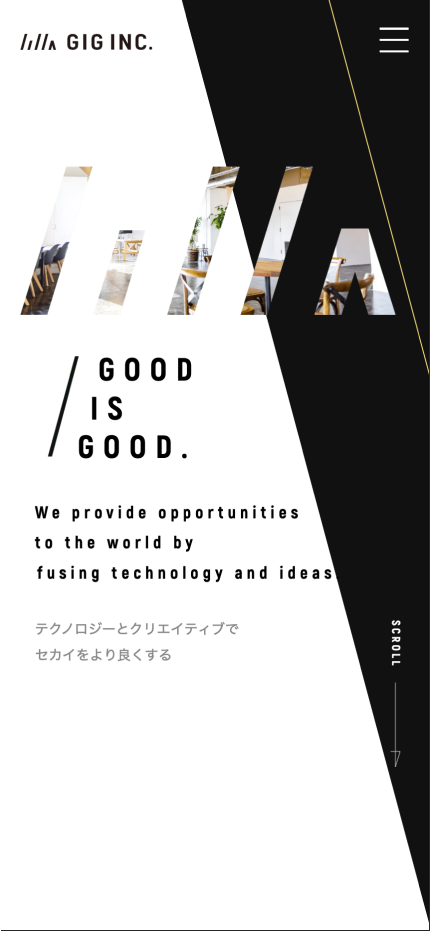 GIG INC.
GOOD
IS
GOOD.
We provide opportunities
to the world by
fusing technology and ideas.
テクノロジーとクリエイティブで
セカイをより良くする
SCROLL